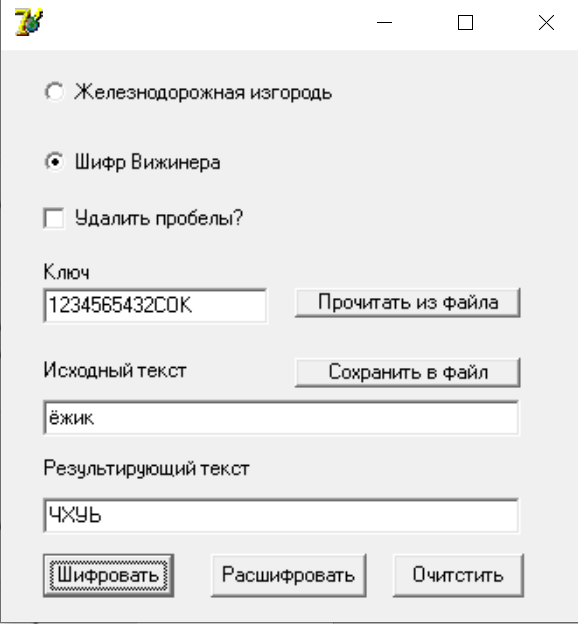 Железнодорожная изгородь
Шифр Вижинера
Удалить пробелы?
Ключ
1234565432СОК
Прочитать из файла
Исходный текст
Сохранить в файл
ёжик
Результирующий текст
ЧХУЬ
Шифровать
Расшифровать
Очитстить